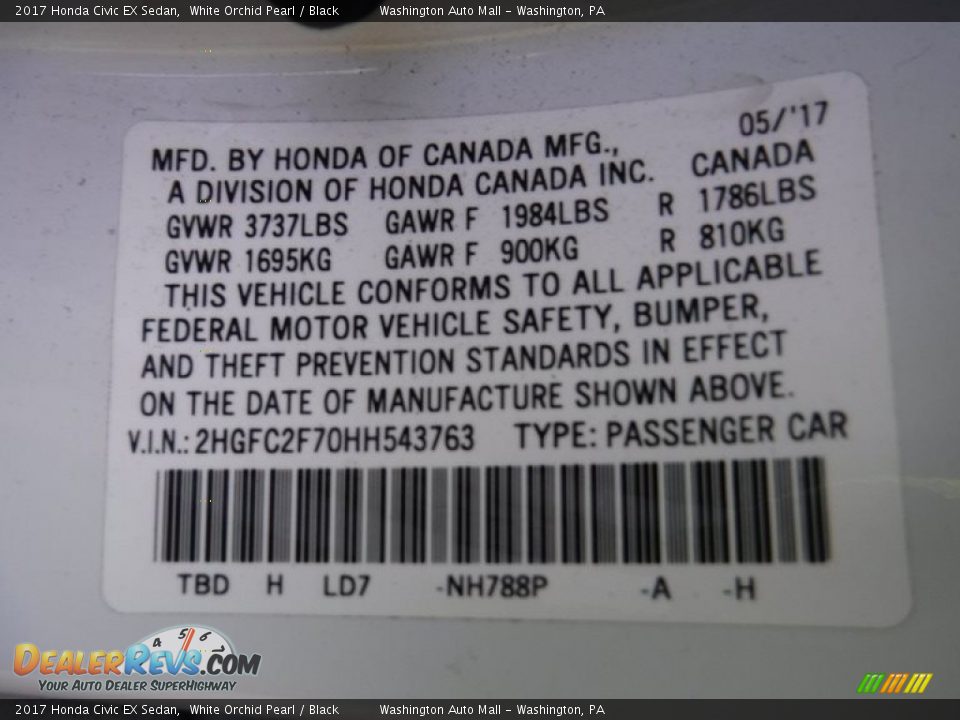 2017 Honda Civic EX Sedan, White Orchid Pearl / Black Washington Auto Mall - Washington, PA
05/'17
MFD. BY HONDA OF CANADA MFG.,
A DIVISION OF HONDA CANADA INC. CANADA
GVWR 3737LBS GAWR F 1984LBS R 1786LBS
GVWR 1695KG GAWR F 900KG R 810KG
THIS VEHICLE CONFORMS TO ALL APPLICABLE
FEDERAL MOTOR VEHICLE SAFETY, BUMPER,
AND THEFT PREVENTION STANDARDS IN EFFECT
ON THE DATE OF MANUFACTURE SHOWN ABOVE.
V.I.N.: 2HGFC2F70HH543763 TYPE: PASSENGER CAR
TBD H LD7 -NH788P -A -H
4 5 6
DEALERREVS.COM
YOUR AUTO DEALER SUPERHIGHWAY
2017 Honda Civic EX Sedan, White Orchid Pearl / Black Washington Auto Mall - Washington, PA